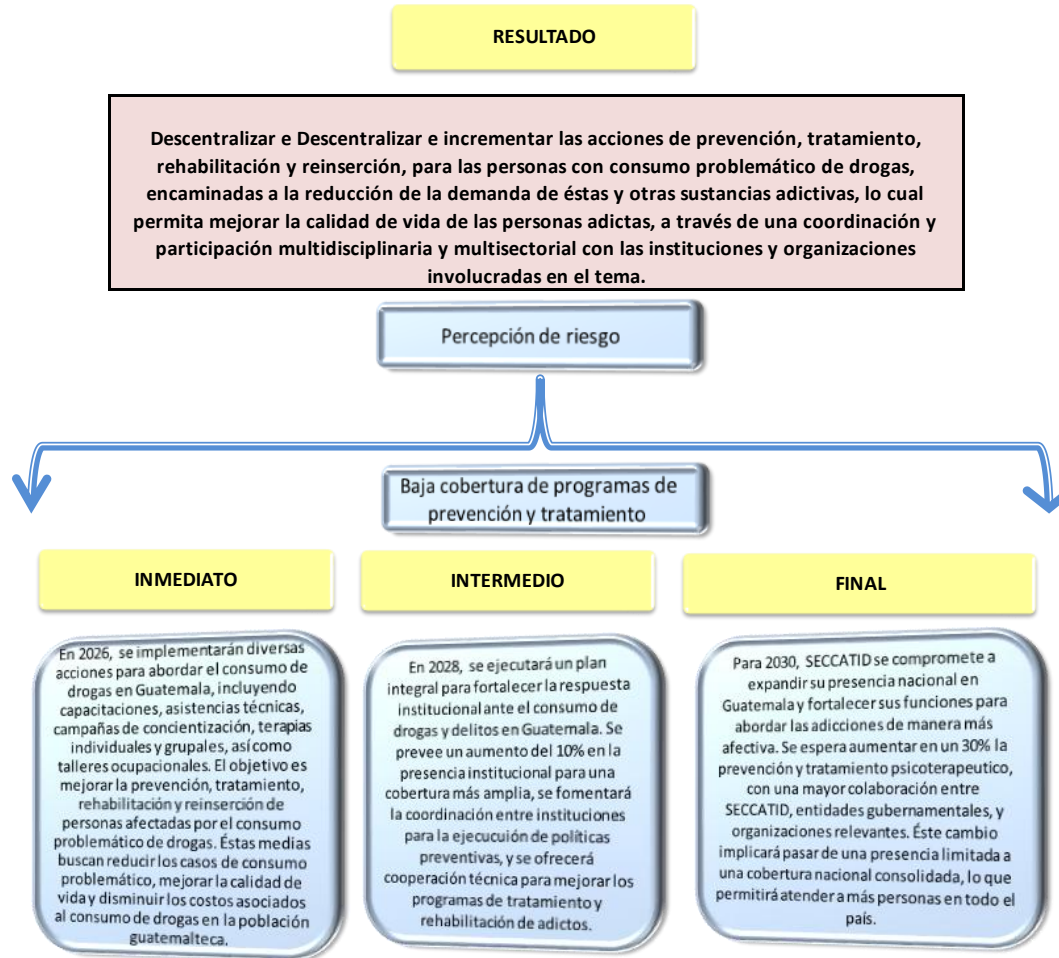 RESULTADO
Descentralizar e Descentralizar e incrementar las acciones de prevención, tratamiento,
rehabilitación y reinserción, para las personas con consumo problemático de drogas,
encaminadas a la reducción de la demanda de éstas y otras sustancias adictivas, lo cual
permita mejorar la calidad de vida de las personas adictas, a través de una coordinación y
participación multidisciplinaria y multisectorial con las instituciones y organizaciones
involucradas en el tema.
Percepción de riesgo
Baja cobertura de programas de
prevención y tratamiento
INMEDIATO
En 2026, se implementarán diversas
acciones para abordar el consumo de
drogas en Guatemala, incluyendo
capacitaciones, asistencias técnicas,
campañas de concientización, terapias
individuales y grupales, así como
talleres ocupacionales. El objetivo es
mejorar la prevención, tratamiento,
rehabilitación y reinserción de
personas afectadas por el consumo
problemático de drogas. Éstas medias
buscan reducir los casos de consumo
problemático, mejorar la calidad de
vida y disminuir los costos asociados
al consumo de drogas en la población
guatemalteca.
INTERMEDIO
En 2028, se ejecutará un plan
integral para fortalecer la respuesta
institucional ante el consumo de
drogas y delitos en Guatemala. Se
prevee un aumento del 10% en la
presencia institucional para una
cobertura más amplia, se fomentará
la coordinación entre instituciones
para la ejecucución de políticas
preventivas, y se ofrecerá
cooperación técnica para mejorar los
programas de tratamiento y
rehabilitación de adictos.
FINAL
Para 2030, SECCATID se compromete a
expandir su presencia nacional en
Guatemala y fortalecer sus funciones para
abordar las adicciones de manera más
afectiva. Se espera aumentar en un 30% la
prevención y tratamiento psicoterapeutico,
con una mayor colaboración entre
SECCATID, entidades gubernamentales, y
organizaciones relevantes. Éste cambio
implicará pasar de una presencia limitada a
una cobertura nacional consolidada, lo que
permitirá atender a más personas en todo el
país.